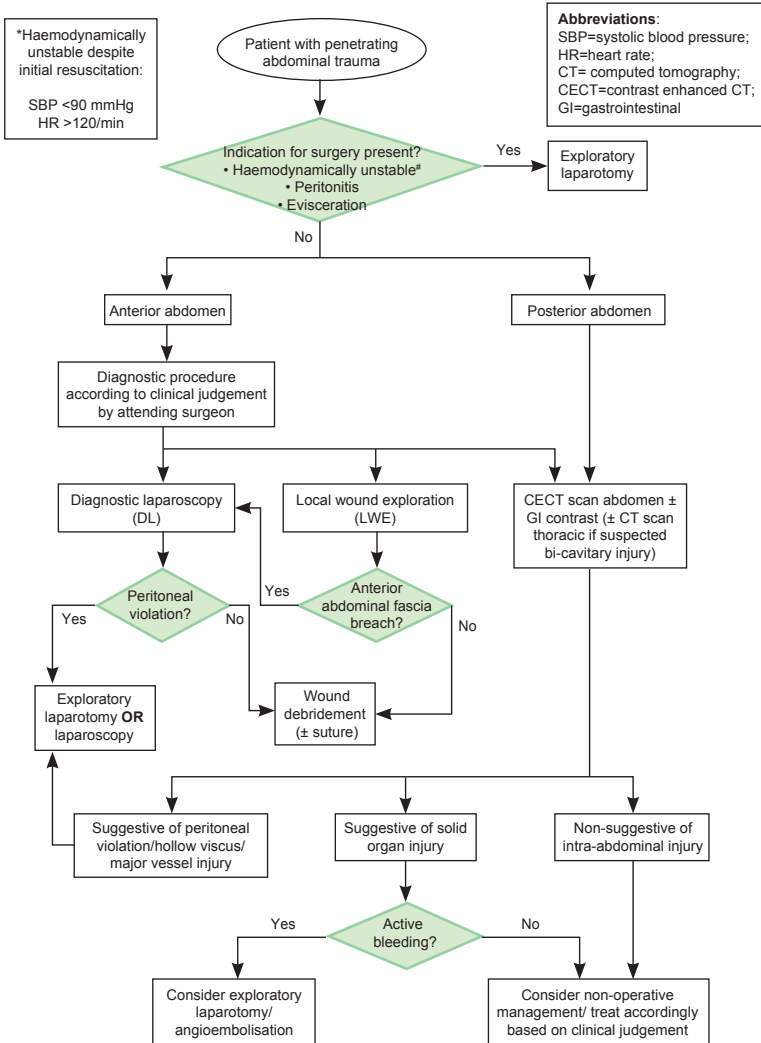 *Haemodynamically
unstable despite
initial resuscitation:
SBP <90 mmHg
HR >120/min
Patient with penetrating
abdominal trauma
Abbreviations:
SBP=systolic blood pressure;
HR=heart rate;
CT= computed tomography;
CECT=contrast enhanced CT;
GI=gastrointestinal
Indication for surgery present?
• Haemodynamically unstable#
• Peritonitis
• Evisceration
Yes
Exploratory
laparotomy
No
Anterior abdomen
Posterior abdomen
Diagnostic procedure
according to clinical judgement
by attending surgeon
Diagnostic laparoscopy
(DL)
Local wound exploration
(LWE)
CECT scan abdomen ±
GI contrast (± CT scan
thoracic if suspected
bi-cavitary injury)
Peritoneal
violation?
Yes
Anterior
abdominal fascia
breach?
Yes
No
No
Exploratory
laparotomy OR
laparoscopy
Wound
debridement
(± suture)
Suggestive of peritoneal
violation/hollow viscus/
major vessel injury
Suggestive of solid
organ injury
Non-suggestive of
intra-abdominal injury
Yes
Active
bleeding?
No
Consider exploratory
laparotomy/
angioembolisation
Consider non-operative
management/ treat accordingly
based on clinical judgement